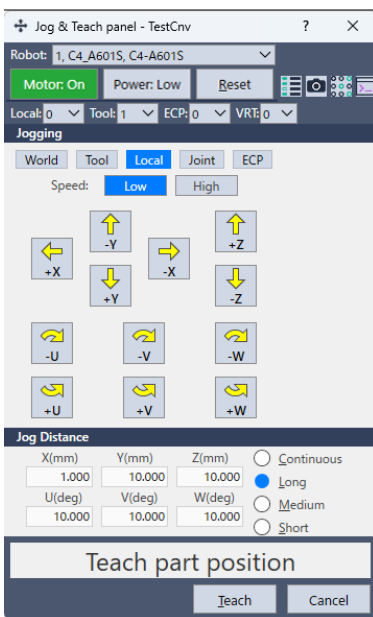 Jog & Teach panel - TestCnv ? X
Robot: 1, C4_A601S, C4-A601S
Motor: On Power: Low Reset
Local: 0 Tool: 1 ECP: 0 VRT: 0
Jogging
World Tool Local Joint ECP
Speed: Low High
-Y +Z
+X -X
+Y -Z
-U -V -W
+U +V +W
Jog Distance
X(mm) Y(mm) Z(mm) Continuous
1.000 10.000 10.000 Long
U(deg) V(deg) W(deg) Medium
10.000 10.000 10.000 Short
Teach part position
Teach Cancel